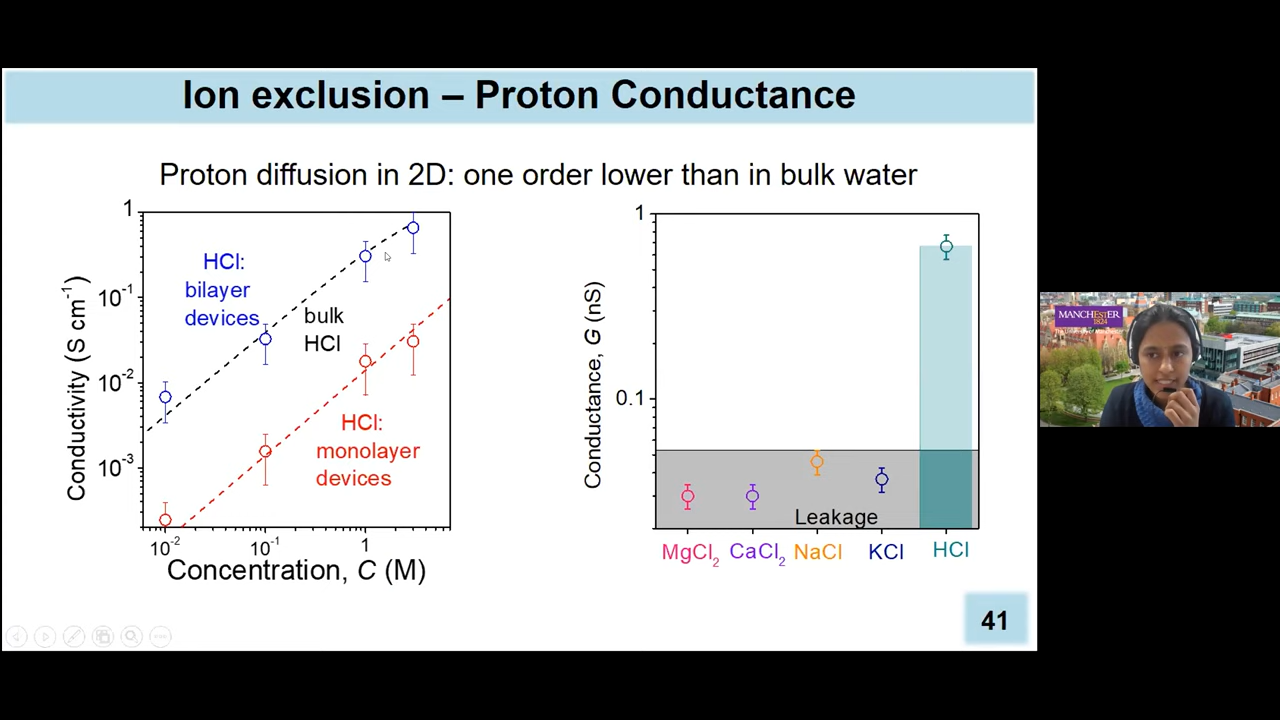 Ion exclusion – Proton Conductance
Proton diffusion in 2D: one order lower than in bulk water
1
10⁻¹
10⁻²
10⁻³
Conductivity (S cm⁻¹)
HCl:
bilayer
devices
bulk
HCl
HCl:
monolayer
devices
10⁻² 10⁻¹ 1
Concentration, C (M)
1
0.1
Conductance, G (nS)
Leakage
MgCl₂ CaCl₂ NaCl KCl HCl
41
MANCHESTER
1824